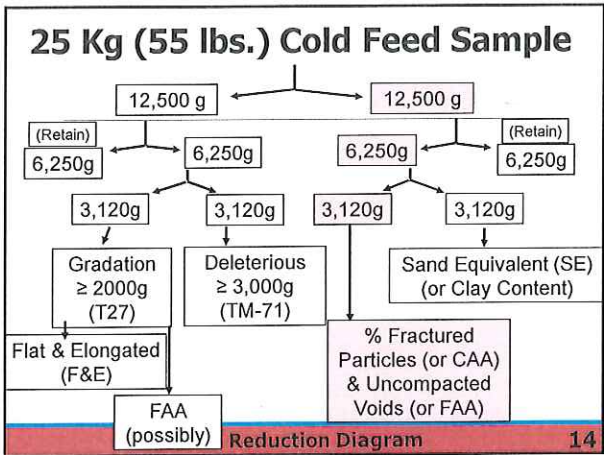 25 Kg (55 lbs.) Cold Feed Sample
12,500 g
12,500 g
(Retain)
6,250g
6,250g
6,250g
(Retain)
6,250g
3,120g
3,120g
3,120g
3,120g
Gradation
≥ 2000g
(T27)
Deleterious
≥ 3,000g
(TM-71)
Sand Equivalent (SE)
(or Clay Content)
Flat & Elongated
(F&E)
% Fractured
Particles (or CAA)
& Uncompacted
Voids (or FAA)
FAA
(possibly)
Reduction Diagram
14